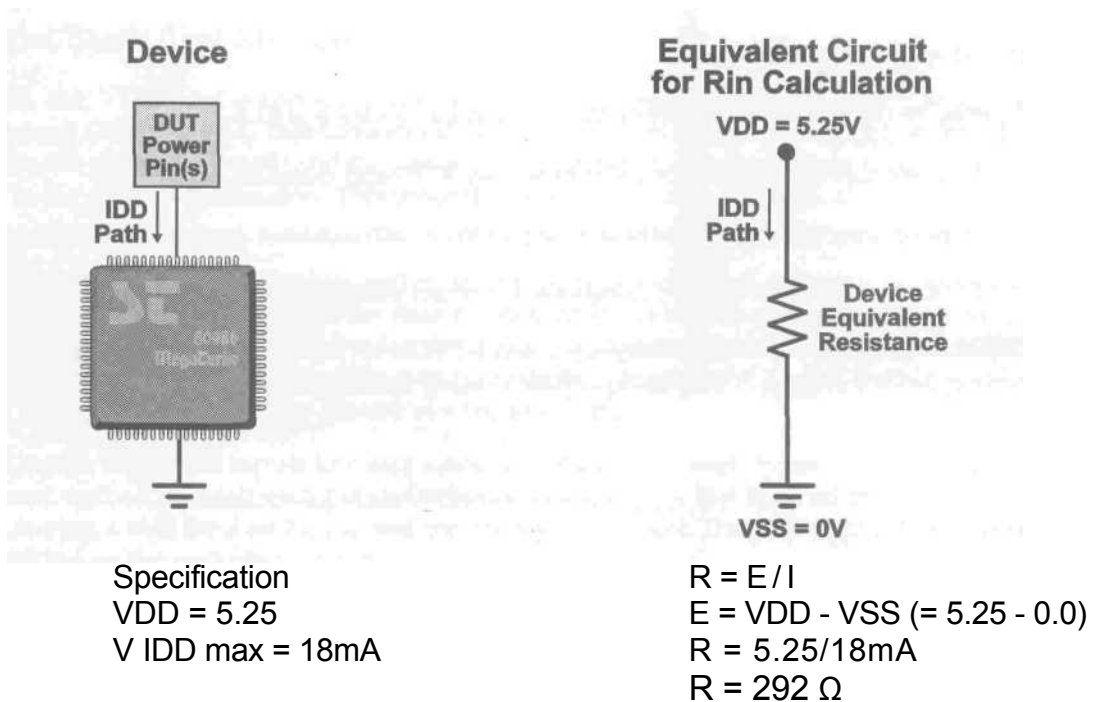 Device
DUT
Power
Pin(s)
IDD
Path
Equivalent Circuit
for Rin Calculation
VDD = 5.25V
IDD
Path
Device
Equivalent
Resistance
VSS = 0V
Specification
VDD = 5.25
V IDD max = 18mA
R = E / I
E = VDD - VSS (= 5.25 - 0.0)
R = 5.25/18mA
R = 292 Ω